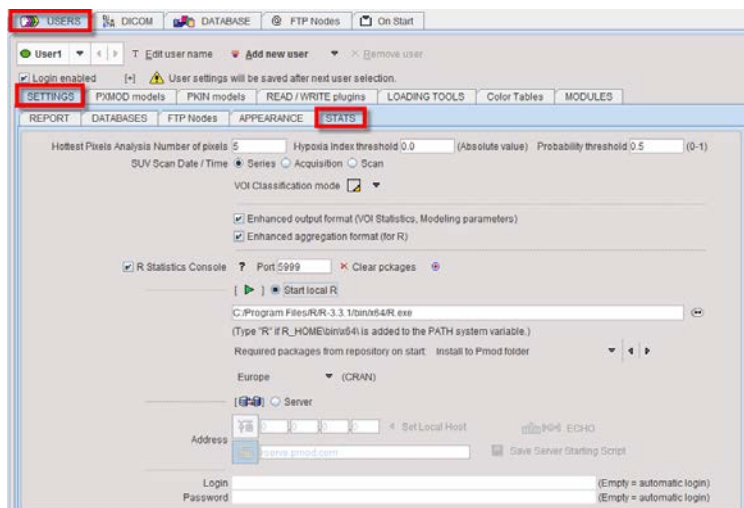 USERS DICOM DATABASE @ FTP Nodes On Start
User1 T Edit user name Add new user Remove user
Login enabled [+] User settings will be saved after next user selection.
SETTINGS PXMOD models PKIN models READ / WRITE plugins LOADING TOOLS Color Tables MODULES
REPORT DATABASES FTP Nodes APPEARANCE STATS
Hottest Pixels Analysis Number of pixels 5 Hypoxia Index threshold 0.0 (Absolute value) Probability threshold 0.5 (0-1)
SUV Scan Date / Time Series Acquisition Scan
VOI Classification mode
Enhanced output format (VOI Statistics, Modeling parameters)
Enhanced aggregation format (for R)
R Statistics Console ? Port 5999 Clear pckages
[ ] Start local R
C:/Program Files/R/R-3.3.1/bin/x64/R.exe
(Type "R" if R_HOME\bin\x64\ is added to the PATH system variable.)
Required packages from repository on start: Install to Pmod folder
Europe (CRAN)
[ ] Server
Address
0 0 0 0 Set Local Host ECHO
rserve.pmod.com Save Server Starting Script
Login (Empty = automatic login)
Password (Empty = automatic login)